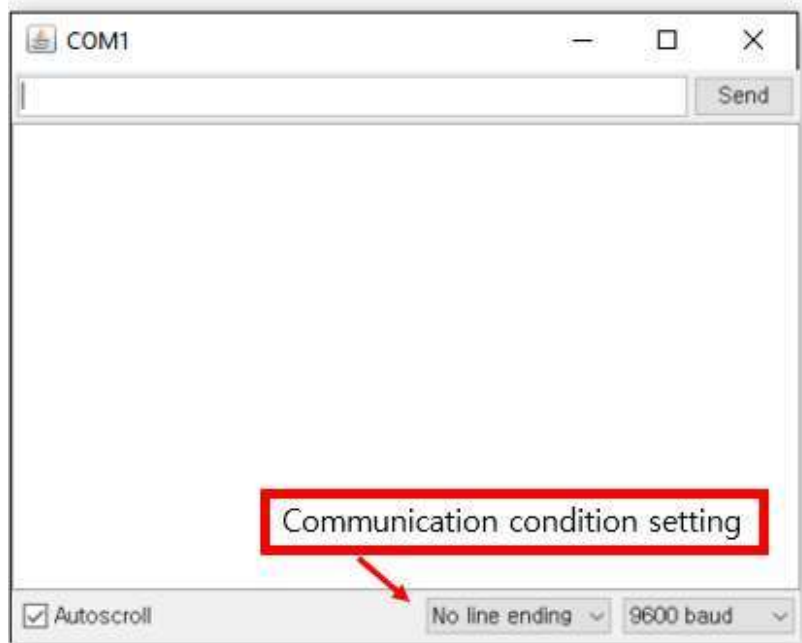 COM1
Send
Communication condition setting
Autoscroll
No line ending
9600 baud